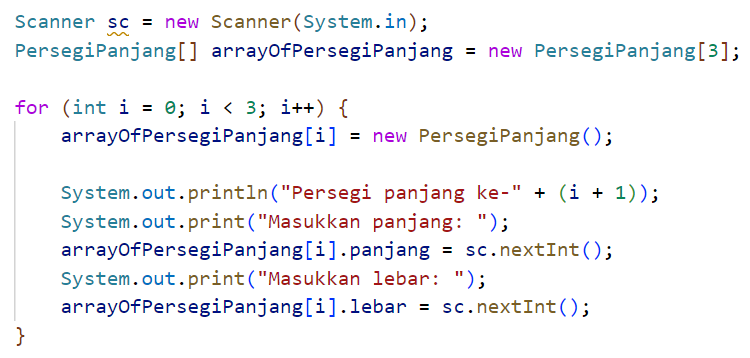 Scanner sc = new Scanner(System.in);
PersegiPanjang[] arrayOfPersegiPanjang = new PersegiPanjang[3];
for (int i = 0; i < 3; i++) {
arrayOfPersegiPanjang[i] = new PersegiPanjang();
System.out.println("Persegi panjang ke-" + (i + 1));
System.out.print("Masukkan panjang: ");
arrayOfPersegiPanjang[i].panjang = sc.nextInt();
System.out.print("Masukkan lebar: ");
arrayOfPersegiPanjang[i].lebar = sc.nextInt();
}